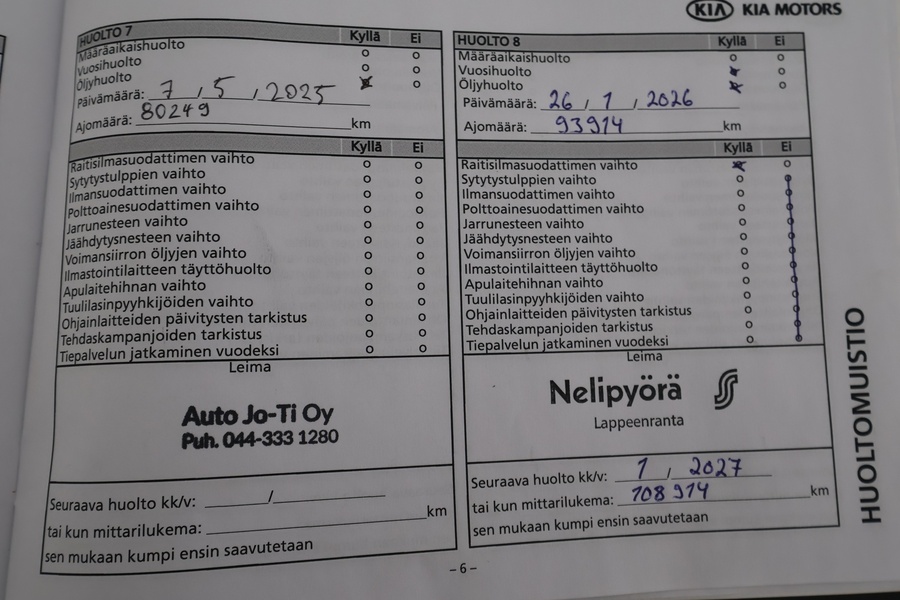 KIA KIA MOTORS
HUOLTO 7 Kyllä Ei
Määräaikaishuolto o o
Vuosihuolto o o
Öljyhuolto x o
Päivämäärä: 7 / 5 / 2025
Ajomäärä: 80249 km
Kyllä Ei
Raitisilmasuodattimen vaihto o o
Sytytystulppien vaihto o o
Ilmansuodattimen vaihto o o
Polttoainesuodattimen vaihto o o
Jarrunesteen vaihto o o
Jäähdytysnesteen vaihto o o
Voimansiirron öljyjen vaihto o o
Ilmastointilaitteen täyttöhuolto o o
Apulaitehihnan vaihto o o
Tuulilasinpyyhkijöiden vaihto o o
Ohjainlaitteiden päivitysten tarkistus o o
Tehdaskampanjoiden tarkistus o o
Tiepalvelun jatkaminen vuodeksi o o
Leima
Auto Jo-Ti Oy
Puh. 044-333 1280
Seuraava huolto kk/v: /
tai kun mittarilukema: km
sen mukaan kumpi ensin saavutetaan
HUOLTO 8 Kyllä Ei
Määräaikaishuolto o o
Vuosihuolto x o
Öljyhuolto x o
Päivämäärä: 26 / 1 / 2026
Ajomäärä: 93914 km
Kyllä Ei
Raitisilmasuodattimen vaihto x o
Sytytystulppien vaihto o o
Ilmansuodattimen vaihto o o
Polttoainesuodattimen vaihto o o
Jarrunesteen vaihto o o
Jäähdytysnesteen vaihto o o
Voimansiirron öljyjen vaihto o o
Ilmastointilaitteen täyttöhuolto o o
Apulaitehihnan vaihto o o
Tuulilasinpyyhkijöiden vaihto o o
Ohjainlaitteiden päivitysten tarkistus o o
Tehdaskampanjoiden tarkistus o o
Tiepalvelun jatkaminen vuodeksi o o
Leima
Nelipyörä
Lappeenranta
Seuraava huolto kk/v: 1 / 2027
tai kun mittarilukema: 108914 km
sen mukaan kumpi ensin saavutetaan
HUOLTOMUISTIO
– 6 –